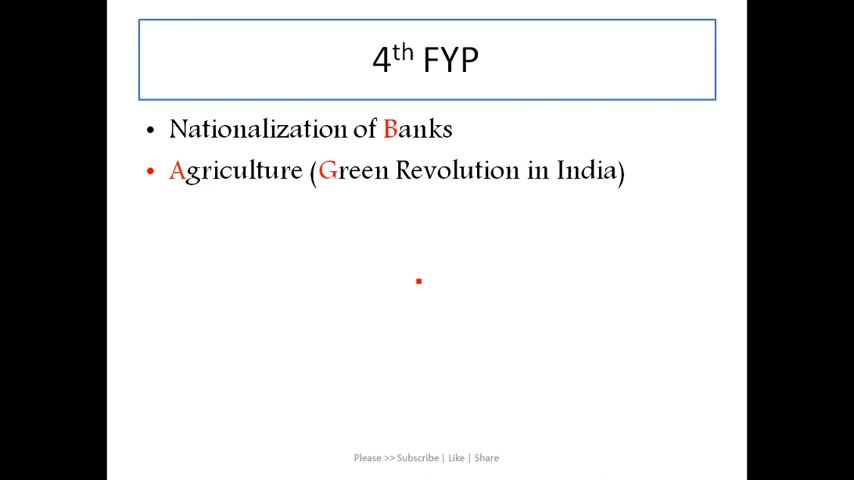 4th FYP
• Nationalization of Banks
• Agriculture (Green Revolution in India)
Please >> Subscribe | Like | Share